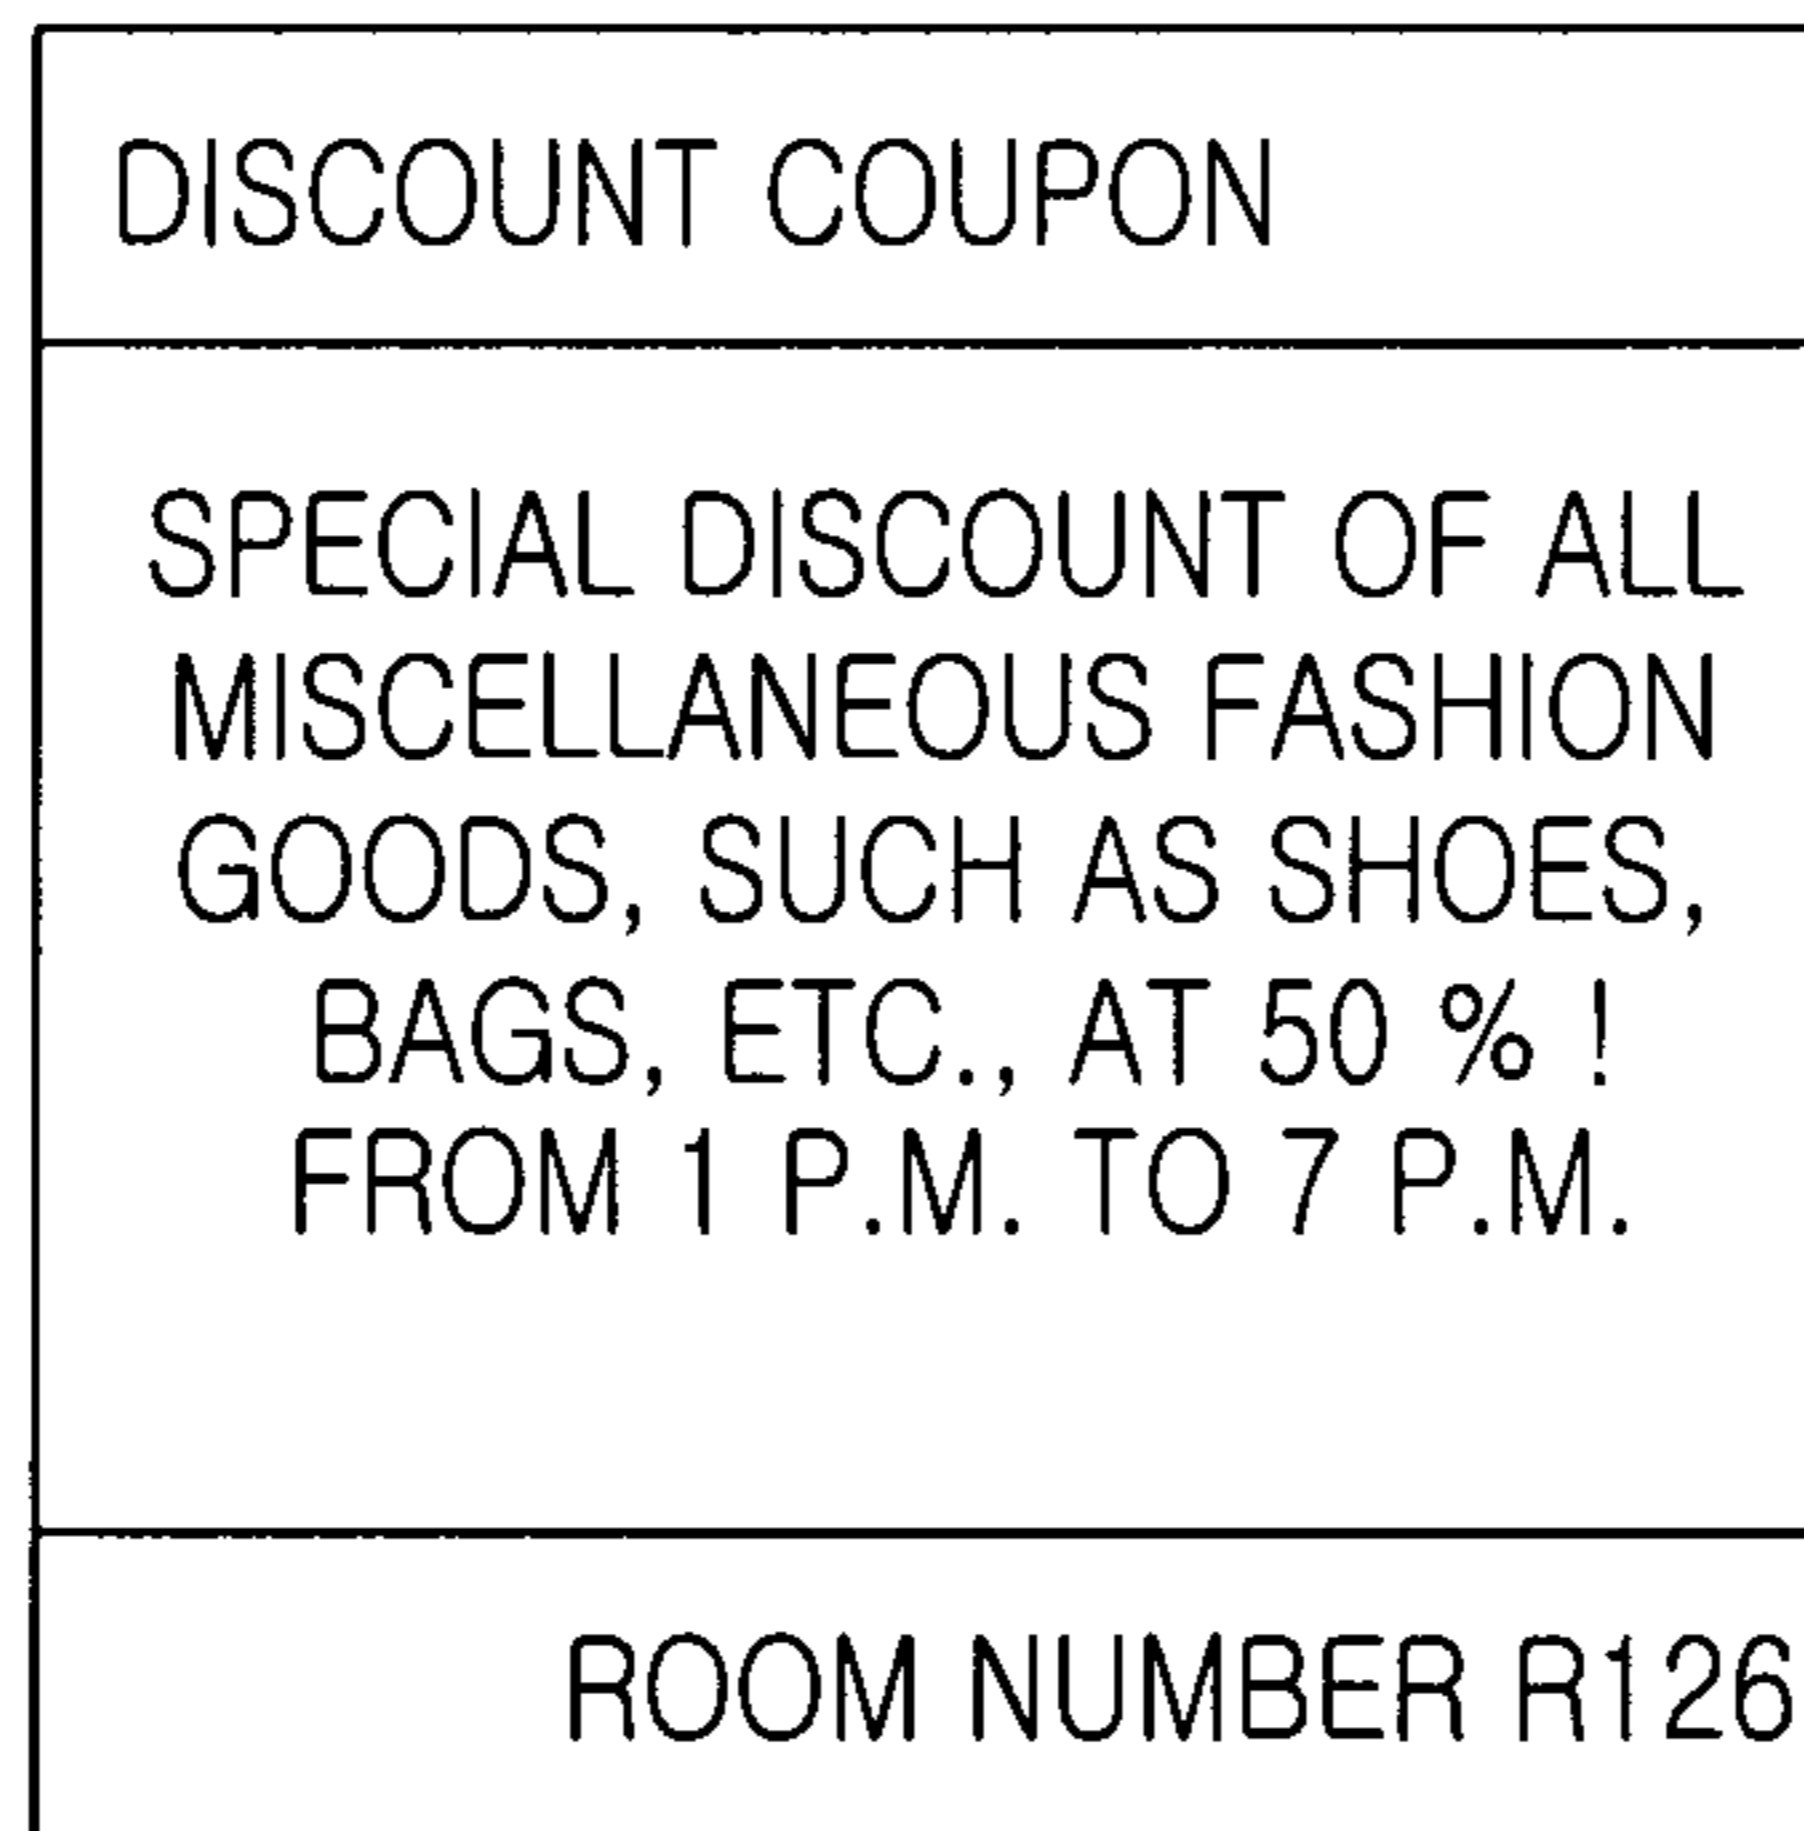 DISCOUNT COUPON
SPECIAL DISCOUNT OF ALL
MISCELLANEOUS FASHION
GOODS, SUCH AS SHOES,
BAGS, ETC., AT 50 % !
FROM 1 P.M. TO 7 P.M.
ROOM NUMBER R126